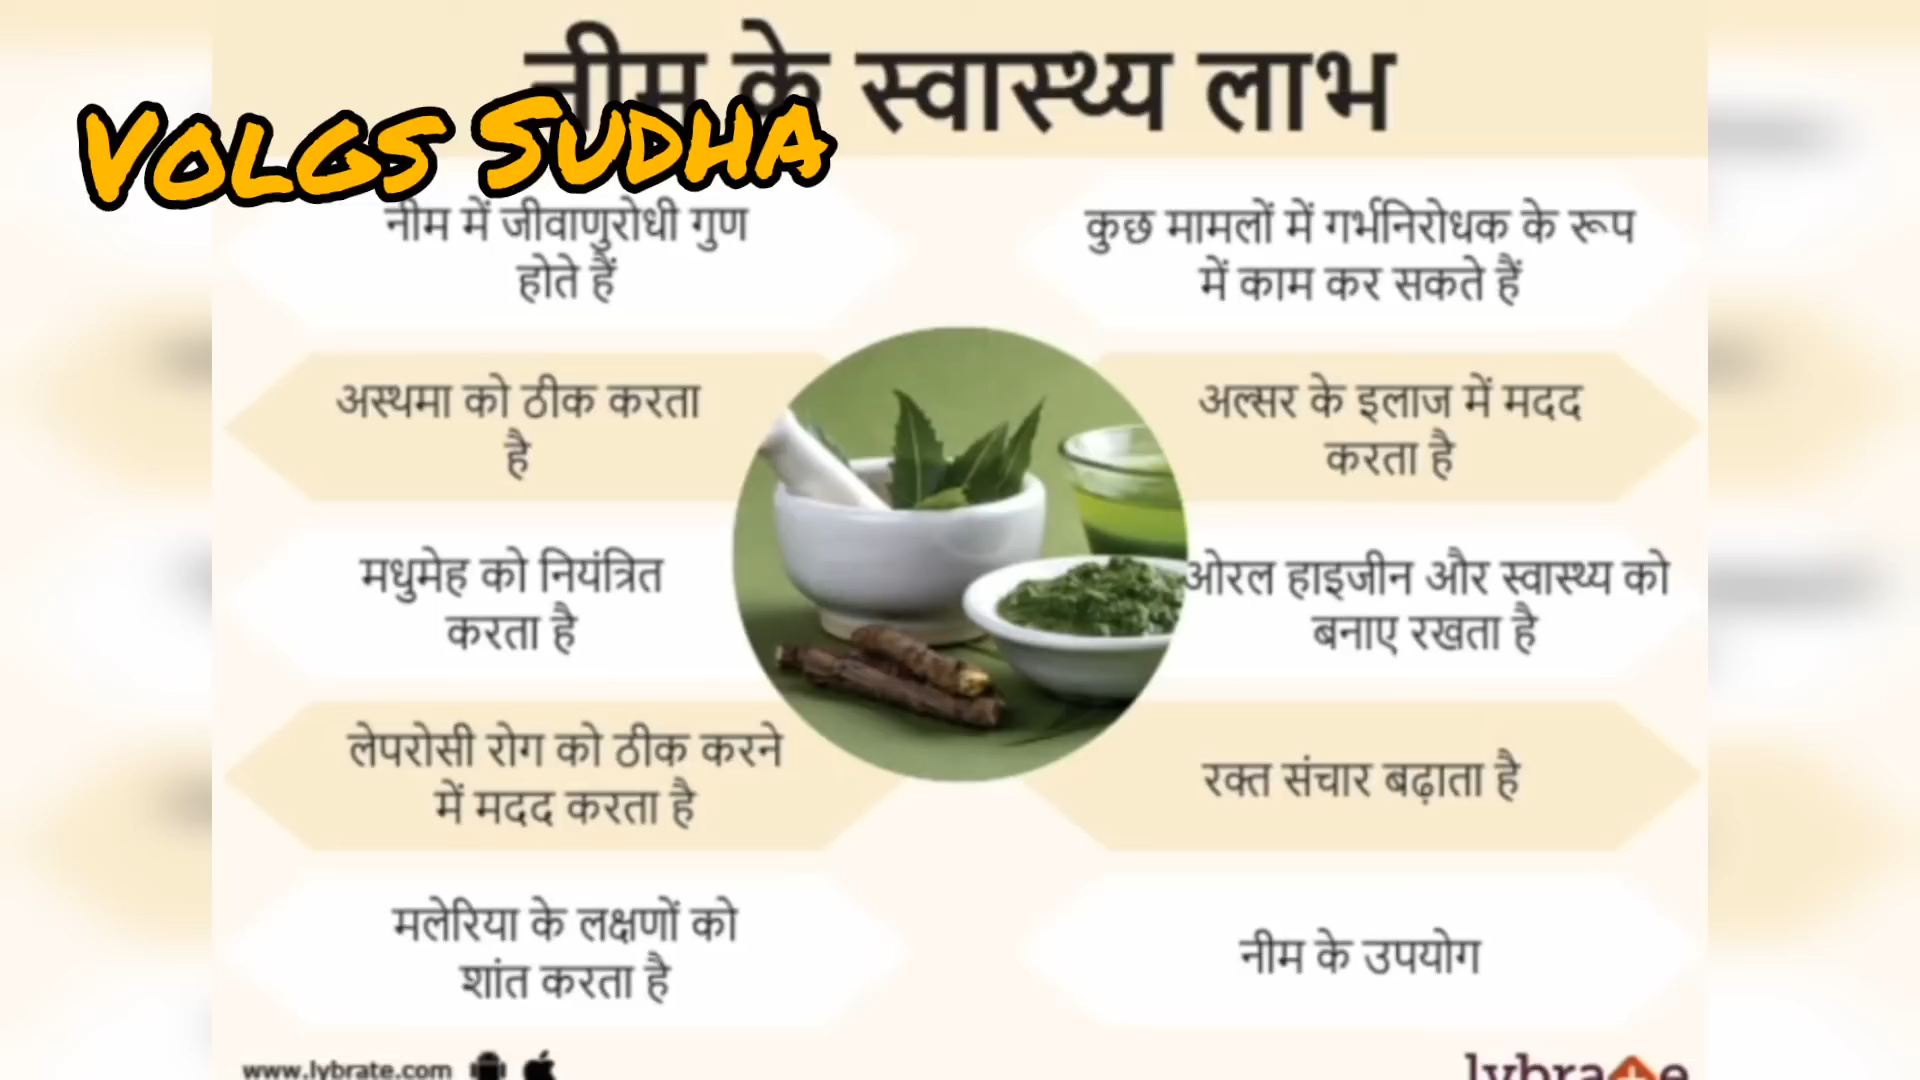 नीम के स्वास्थ्य लाभ
Volgs Sudha
नीम में जीवाणुरोधी गुण
होते हैं
कुछ मामलों में गर्भनिरोधक के रूप
में काम कर सकते हैं
अस्थमा को ठीक करता
है
अल्सर के इलाज में मदद
करता है
मधुमेह को नियंत्रित
करता है
ओरल हाइजीन और स्वास्थ्य को
बनाए रखता है
लेपरोसी रोग को ठीक करने
में मदद करता है
रक्त संचार बढ़ाता है
मलेरिया के लक्षणों को
शांत करता है
नीम के उपयोग
www.lybrate.com
lybrate